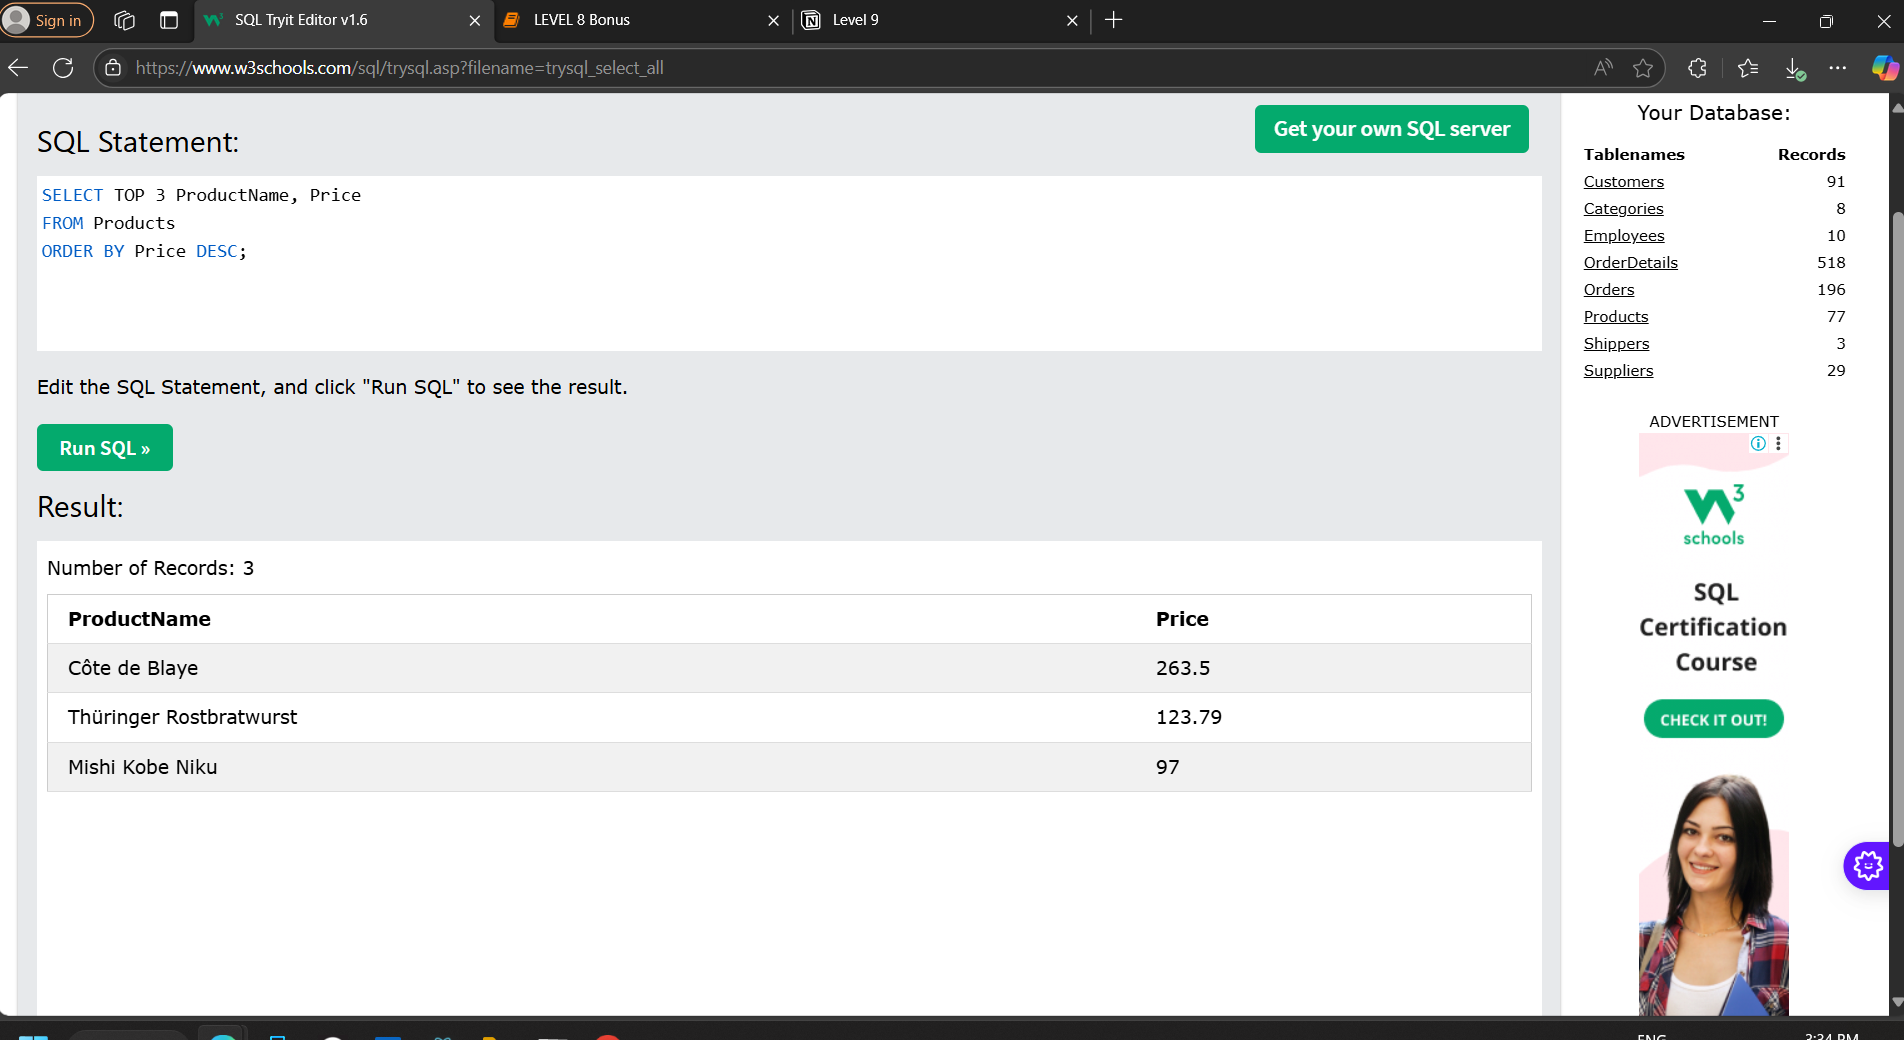 Sign in
SQL Tryit Editor v1.6
LEVEL 8 Bonus
Level 9
https://www.w3schools.com/sql/trysql.asp?filename=trysql_select_all
SQL Statement:
Get your own SQL server
SELECT TOP 3 ProductName, Price
FROM Products
ORDER BY Price DESC;
Edit the SQL Statement, and click "Run SQL" to see the result.
Run SQL »
Result:
Number of Records: 3
ProductName Price
Côte de Blaye 263.5
Thüringer Rostbratwurst 123.79
Mishi Kobe Niku 97
Your Database:
Tablenames Records
Customers 91
Categories 8
Employees 10
OrderDetails 518
Orders 196
Products 77
Shippers 3
Suppliers 29
ADVERTISEMENT
W3
schools
SQL
Certification
Course
CHECK IT OUT!
ENG
3:34 PM